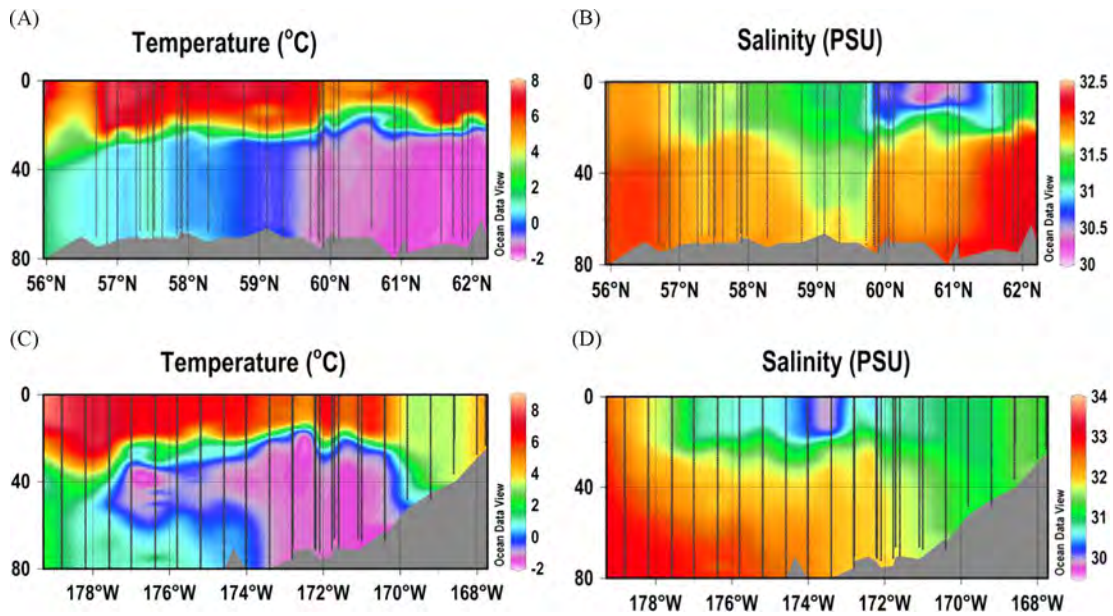 (A)
Temperature (°C)
0
40
80
56°N 57°N 58°N 59°N 60°N 61°N 62°N
8
6
4
2
0
-2
Ocean Data View
(B)
Salinity (PSU)
0
40
80
56°N 57°N 58°N 59°N 60°N 61°N 62°N
32.5
32
31.5
31
30.5
30
Ocean Data View
(C)
Temperature (°C)
0
40
80
178°W 176°W 174°W 172°W 170°W 168°W
8
6
4
2
0
-2
Ocean Data View
(D)
Salinity (PSU)
0
40
80
178°W 176°W 174°W 172°W 170°W 168°W
34
33
32
31
30
Ocean Data View